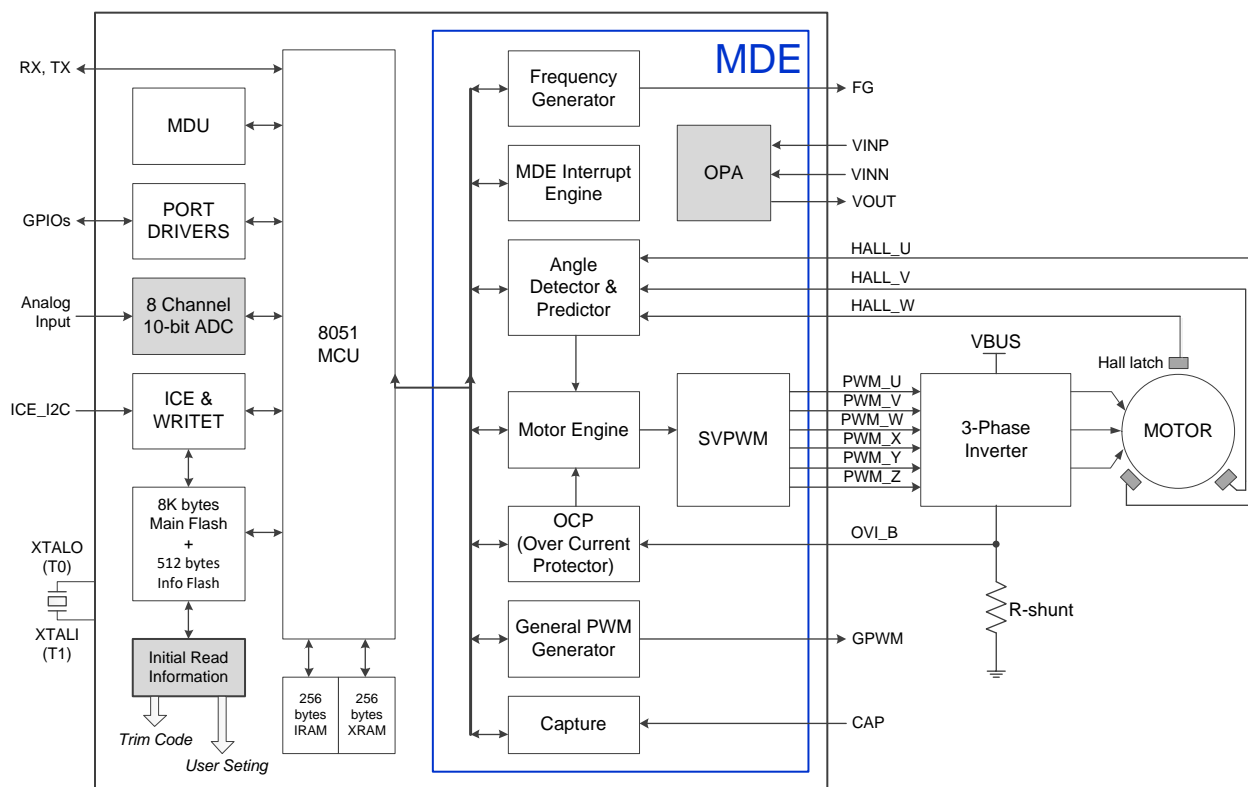 MDE
RX, TX
MDU
GPIOs
PORT
DRIVERS
Analog
Input
8 Channel
10-bit ADC
ICE_I2C
ICE &
WRITET
8K bytes
Main Flash
+
512 bytes
Info Flash
XTALO
(T0)
XTALI
(T1)
Initial Read
Information
Trim Code
User Seting
8051
MCU
256
bytes
IRAM
256
bytes
XRAM
Frequency
Generator
MDE Interrupt
Engine
Angle
Detector &
Predictor
Motor Engine
OCP
(Over Current
Protector)
General PWM
Generator
Capture
OPA
SVPWM
FG
VINP
VINN
VOUT
HALL_U
HALL_V
HALL_W
PWM_U
PWM_V
PWM_W
PWM_X
PWM_Y
PWM_Z
OVI_B
GPWM
CAP
VBUS
3-Phase
Inverter
Hall latch
MOTOR
R-shunt